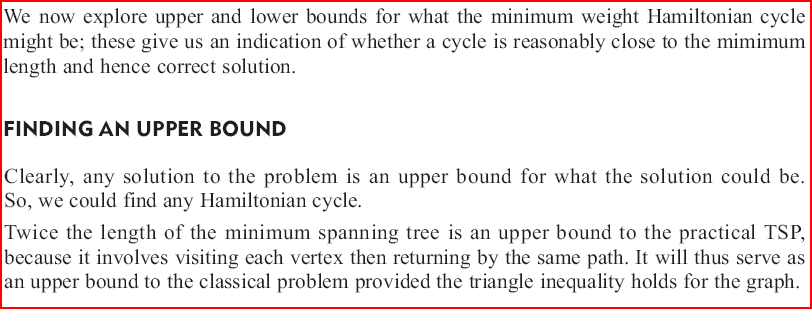 We now explore upper and lower bounds for what the minimum weight Hamiltonian cycle
might be; these give us an indication of whether a cycle is reasonably close to the mimimum
length and hence correct solution.
FINDING AN UPPER BOUND
Clearly, any solution to the problem is an upper bound for what the solution could be.
So, we could find any Hamiltonian cycle.
Twice the length of the minimum spanning tree is an upper bound to the practical TSP,
because it involves visiting each vertex then returning by the same path. It will thus serve as
an upper bound to the classical problem provided the triangle inequality holds for the graph.